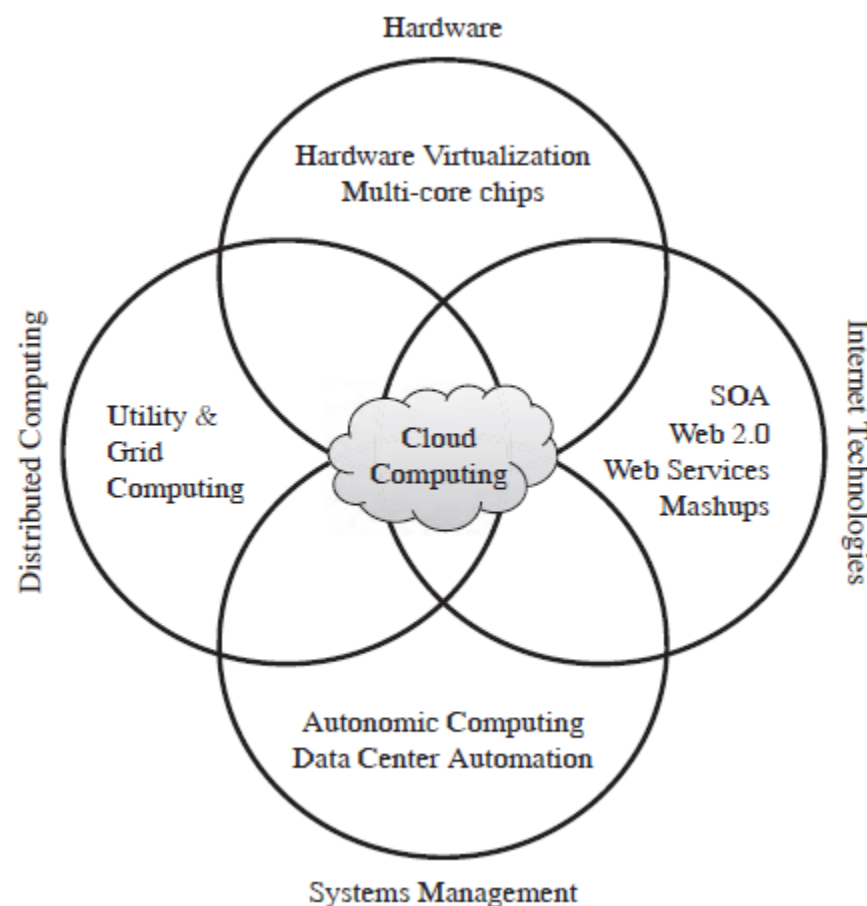 Hardware
Hardware Virtualization
Multi-core chips
Distributed Computing
Utility &
Grid
Computing
Cloud
Computing
SOA
Web 2.0
Web Services
Mashups
Internet Technologies
Autonomic Computing
Data Center Automation
Systems Management